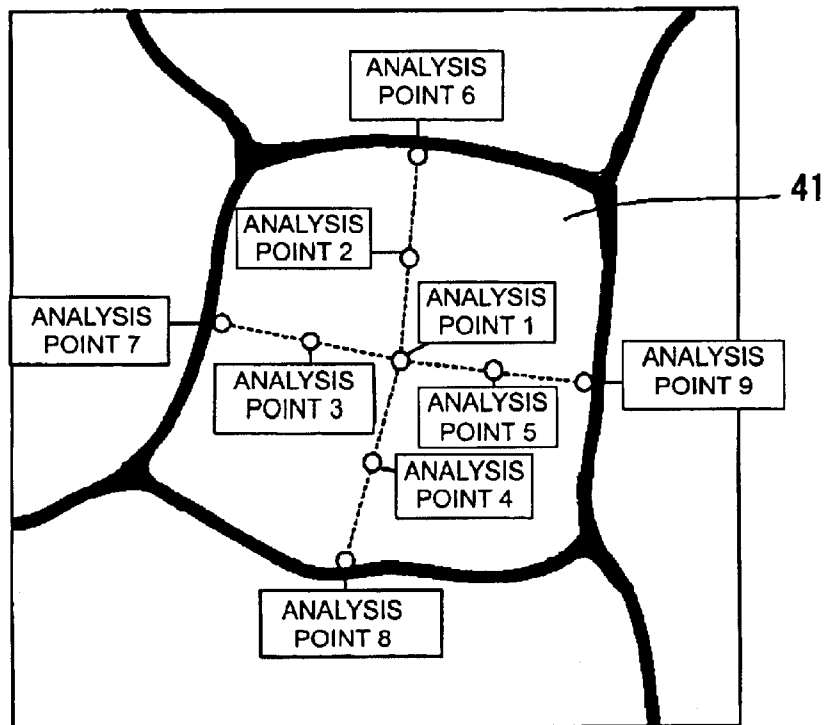 ANALYSIS
POINT 6
41
ANALYSIS
POINT 2
ANALYSIS
POINT 1
ANALYSIS
POINT 7
ANALYSIS
POINT 3
ANALYSIS
POINT 5
ANALYSIS
POINT 9
ANALYSIS
POINT 4
ANALYSIS
POINT 8